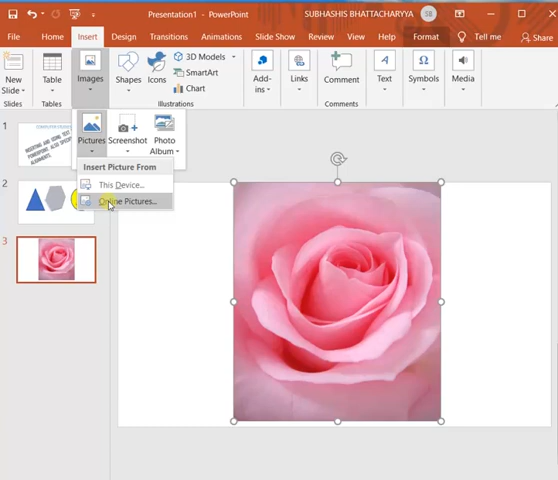 Presentation1 - PowerPoint
SUBHASHIS BHATTACHARYYA
SB
File
Home
Insert
Design
Transitions
Animations
Slide Show
Review
View
Help
Format
Tell me
New
Slide
Table
Images
Shapes
Icons
3D Models
SmartArt
Chart
Add-
ins
Links
Comment
Text
Symbols
Media
Slides
Tables
Illustrations
Comments
Pictures
Screenshot
Photo
Album
Insert Picture From
This Device...
Online Pictures...
1
2
3